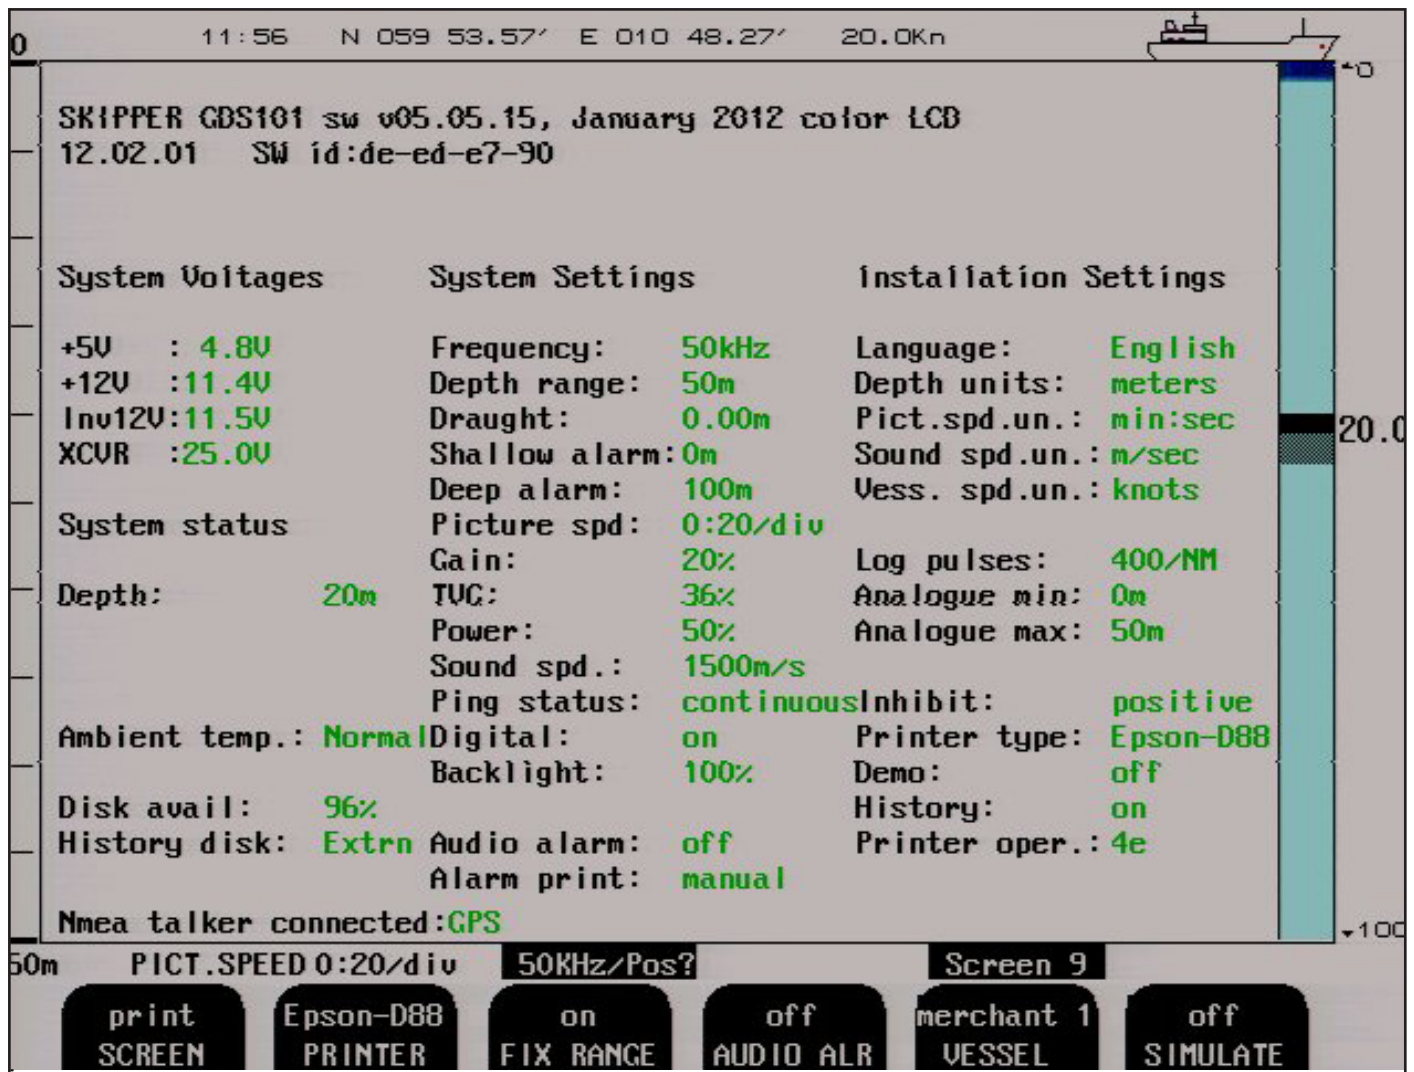 0 11:56 N 059 53.57′ E 010 48.27′ 20.0Kn
0
SKIPPER GDS101 sw v05.05.15, January 2012 color LCD
12.02.01 SW id:de-ed-e7-90
System Voltages System Settings Installation Settings
+5V : 4.8V Frequency: 50kHz Language: English
+12V :11.4V Depth range: 50m Depth units: meters
Inv12V:11.5V Draught: 0.00m Pict.spd.un.: min:sec
20.0
XCVR :25.0V Shallow alarm:0m Sound spd.un.: m/sec
Deep alarm: 100m Vess. spd.un.: knots
System status Picture spd: 0:20/div
Gain: 20% Log pulses: 400/NM
Depth: 20m TVG: 36% Analogue min: 0m
Power: 50% Analogue max: 50m
Sound spd.: 1500m/s
Ping status: continuous Inhibit: positive
Ambient temp.: Normal Digital: on Printer type: Epson-D88
Backlight: 100% Demo: off
Disk avail: 96% History: on
History disk: Extrn Audio alarm: off Printer oper.: 4e
Alarm print: manual
Nmea talker connected:GPS
100
50m PICT.SPEED 0:20/div 50KHz/Pos? Screen 9
print Epson-D88 on off merchant 1 off
SCREEN PRINTER FIX RANGE AUDIO ALR VESSEL SIMULATE